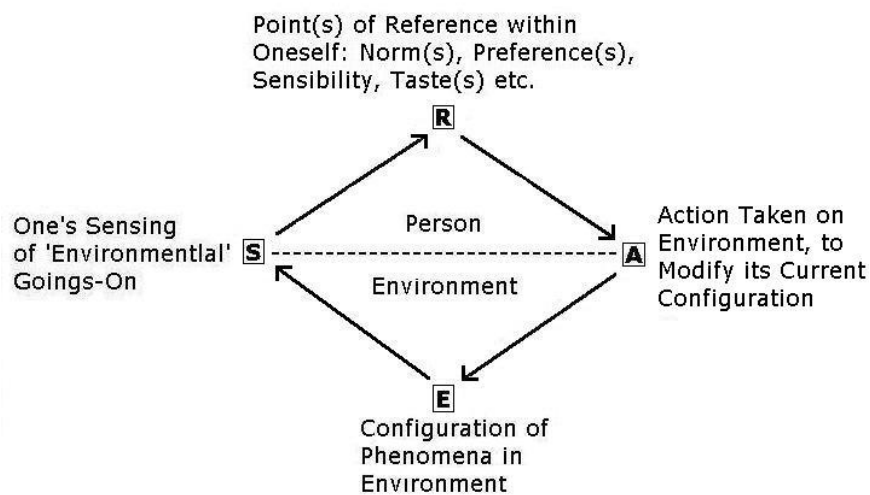 Point(s) of Reference within
Oneself: Norm(s), Preference(s),
Sensibility, Taste(s) etc.
R
One's Sensing
of 'Environmentlal'
Goings-On
S
Person
Environment
A
Action Taken on
Environment, to
Modify its Current
Configuration
E
Configuration of
Phenomena in
Environment